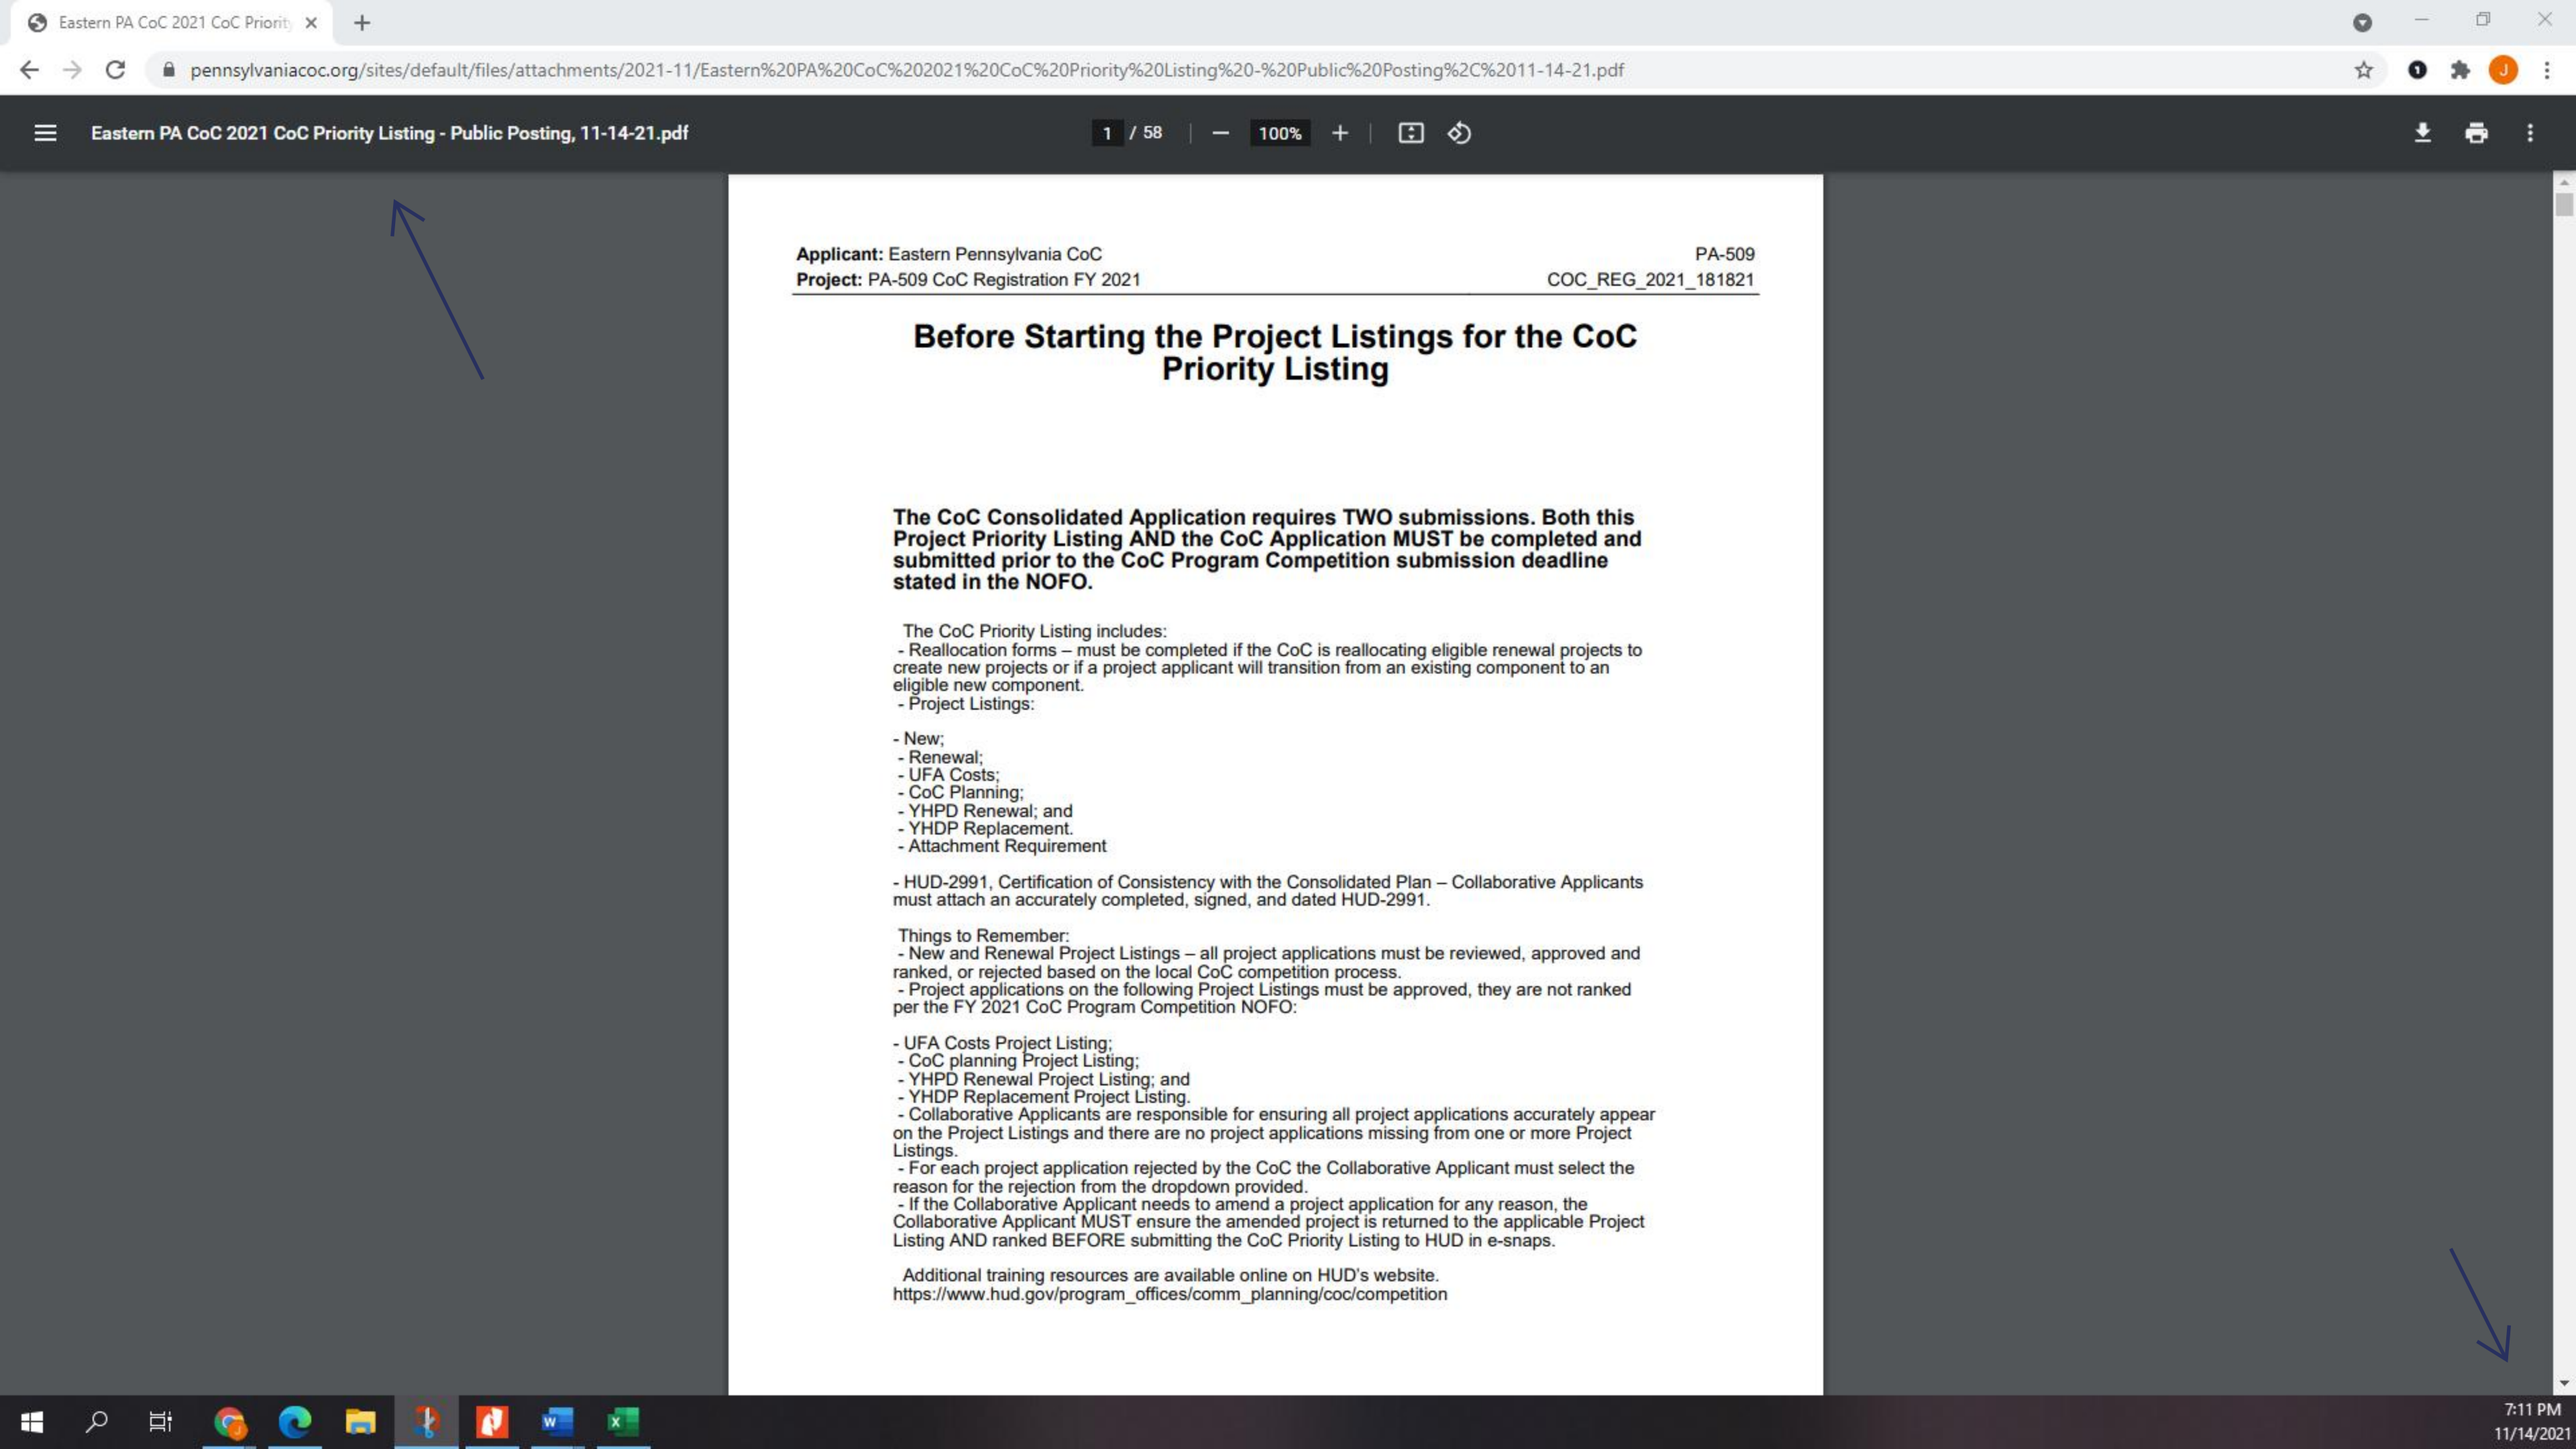 Eastern PA CoC 2021 CoC Priorit
pennsylvaniacoc.org/sites/default/files/attachments/2021-11/Eastern%20PA%20CoC%202021%20CoC%20Priority%20Listing%20-%20Public%20Posting%2C%2011-14-21.pdf
J
Eastern PA CoC 2021 CoC Priority Listing - Public Posting, 11-14-21.pdf
1 / 58
100%
Applicant: Eastern Pennsylvania CoC PA-509
Project: PA-509 CoC Registration FY 2021 COC_REG_2021_181821
Before Starting the Project Listings for the CoC
Priority Listing
The CoC Consolidated Application requires TWO submissions. Both this
Project Priority Listing AND the CoC Application MUST be completed and
submitted prior to the CoC Program Competition submission deadline
stated in the NOFO.
The CoC Priority Listing includes:
- Reallocation forms – must be completed if the CoC is reallocating eligible renewal projects to
create new projects or if a project applicant will transition from an existing component to an
eligible new component.
- Project Listings:
- New;
- Renewal;
- UFA Costs;
- CoC Planning;
- YHPD Renewal; and
- YHDP Replacement.
- Attachment Requirement
- HUD-2991, Certification of Consistency with the Consolidated Plan – Collaborative Applicants
must attach an accurately completed, signed, and dated HUD-2991.
Things to Remember:
- New and Renewal Project Listings – all project applications must be reviewed, approved and
ranked, or rejected based on the local CoC competition process.
- Project applications on the following Project Listings must be approved, they are not ranked
per the FY 2021 CoC Program Competition NOFO:
- UFA Costs Project Listing;
- CoC planning Project Listing;
- YHPD Renewal Project Listing; and
- YHDP Replacement Project Listing.
- Collaborative Applicants are responsible for ensuring all project applications accurately appear
on the Project Listings and there are no project applications missing from one or more Project
Listings.
- For each project application rejected by the CoC the Collaborative Applicant must select the
reason for the rejection from the dropdown provided.
- If the Collaborative Applicant needs to amend a project application for any reason, the
Collaborative Applicant MUST ensure the amended project is returned to the applicable Project
Listing AND ranked BEFORE submitting the CoC Priority Listing to HUD in e-snaps.
Additional training resources are available online on HUD's website.
https://www.hud.gov/program_offices/comm_planning/coc/competition
7:11 PM
11/14/2021